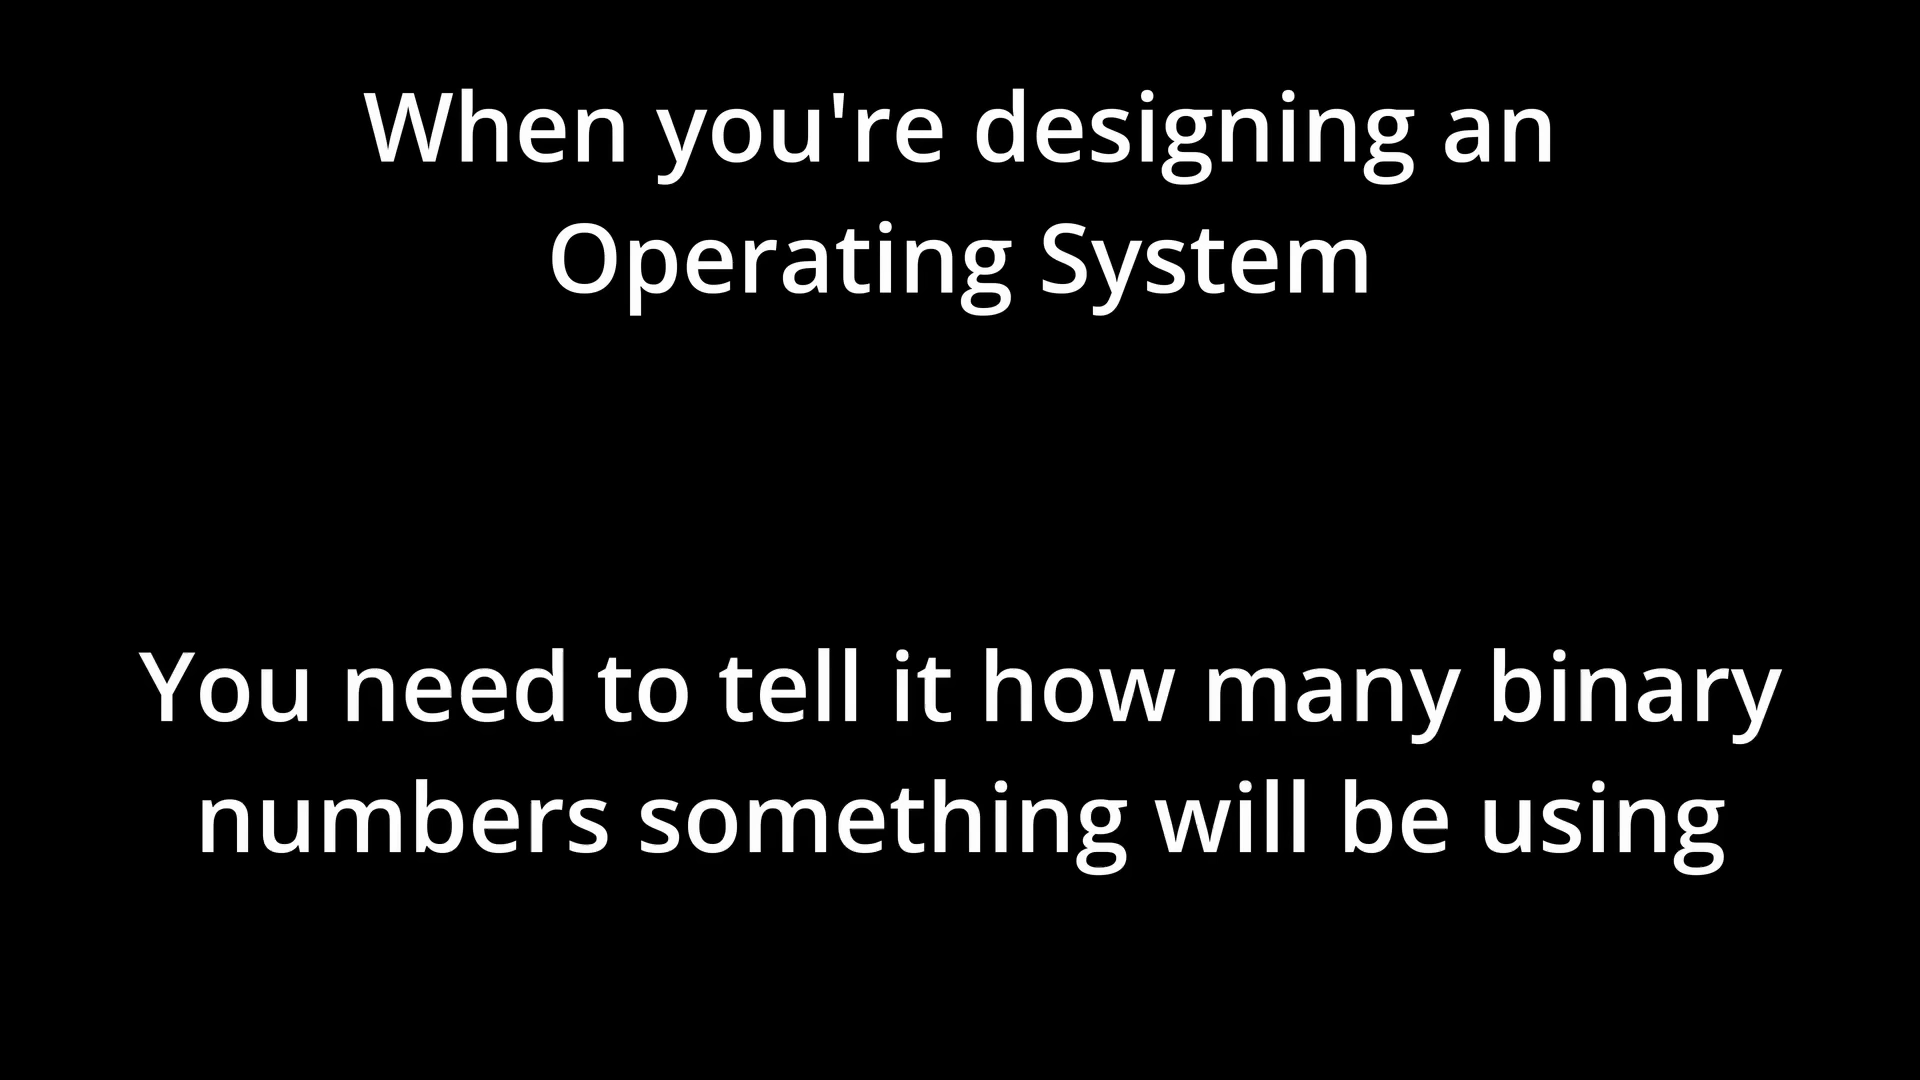 When you're designing an
Operating System
You need to tell it how many binary
numbers something will be using